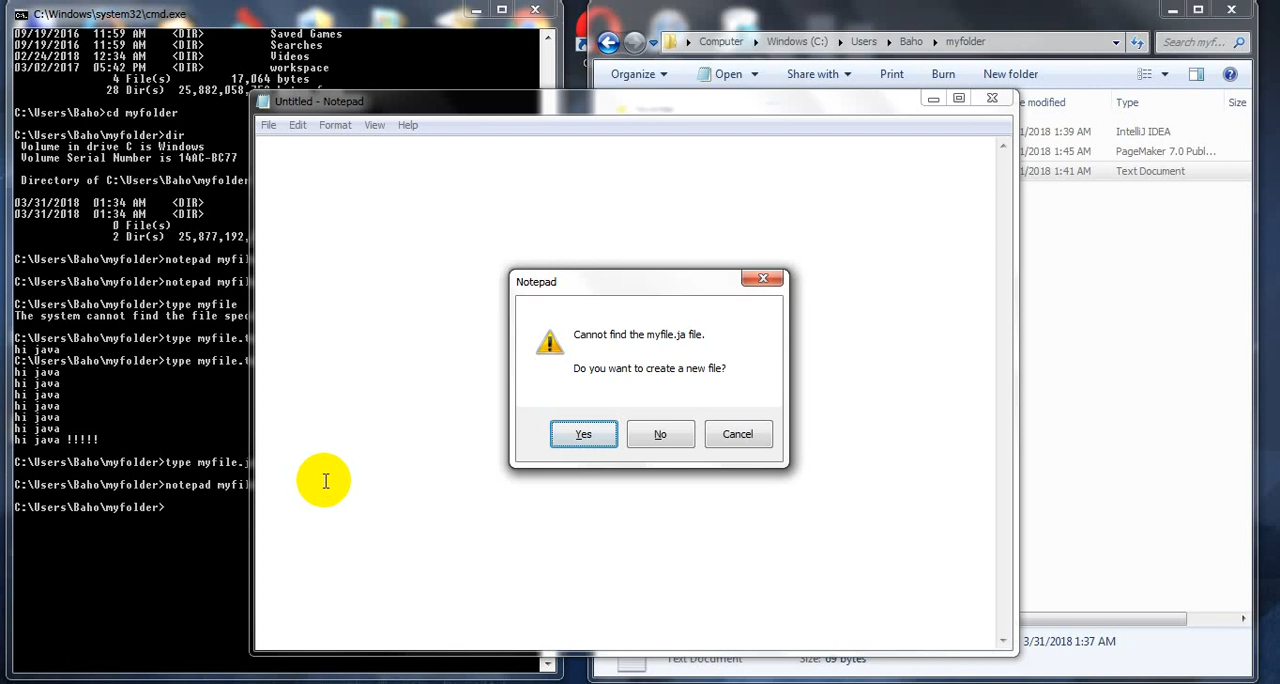 C:\Windows\system32\cmd.exe
09/19/2016 11:59 AM <DIR> Saved Games
09/19/2016 11:59 AM <DIR> Searches
02/24/2018 12:34 AM <DIR> Videos
03/02/2017 05:42 PM <DIR> workspace
4 File(s) 17,064 bytes
28 Dir(s)
C:\Users\Baho>cd myfolder
C:\Users\Baho\myfolder>dir
Volume in drive C is Windows
Volume Serial Number is 14AC-BC77
Directory of C:\Users\Baho\myfolder
03/31/2018 01:34 AM <DIR>
03/31/2018 01:34 AM <DIR>
0 File(s)
2 Dir(s) 25,877,192,
C:\Users\Baho\myfolder>notepad myfil
C:\Users\Baho\myfolder>notepad myfil
C:\Users\Baho\myfolder>type myfile
The system cannot find the file spec
C:\Users\Baho\myfolder>type myfile.t
hi java
C:\Users\Baho\myfolder>type myfile.t
hi java
hi java
hi java
hi java
hi java
hi java
hi java !!!!!
C:\Users\Baho\myfolder>type myfile.j
C:\Users\Baho\myfolder>notepad myfil
C:\Users\Baho\myfolder>
Untitled - Notepad
File Edit Format View Help
Notepad
Cannot find the myfile.ja file.
Do you want to create a new file?
Yes No Cancel
Computer Windows (C:) Users Baho myfolder
Search myf...
Organize Open Share with Print Burn New folder
e modified Type Size
1/2018 1:39 AM IntelliJ IDEA
1/2018 1:45 AM PageMaker 7.0 Publ...
1/2018 1:41 AM Text Document
3/31/2018 1:37 AM
Text Document Size: 69 bytes